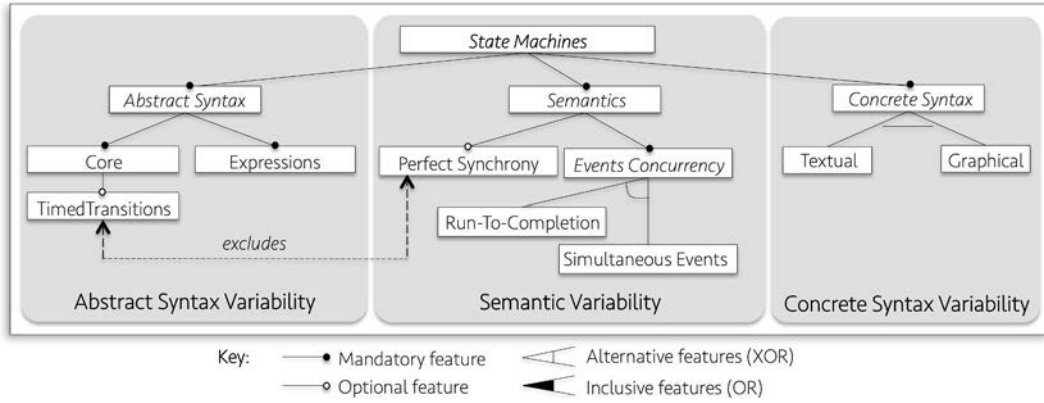 State Machines
Abstract Syntax
Semantics
Concrete Syntax
Core
Expressions
Perfect Synchrony
Events Concurrency
Textual
Graphical
TimedTransitions
Run-To-Completion
excludes
Simultaneous Events
Abstract Syntax Variability
Semantic Variability
Concrete Syntax Variability
Key:
Mandatory feature
Alternative features (XOR)
Optional feature
Inclusive features (OR)